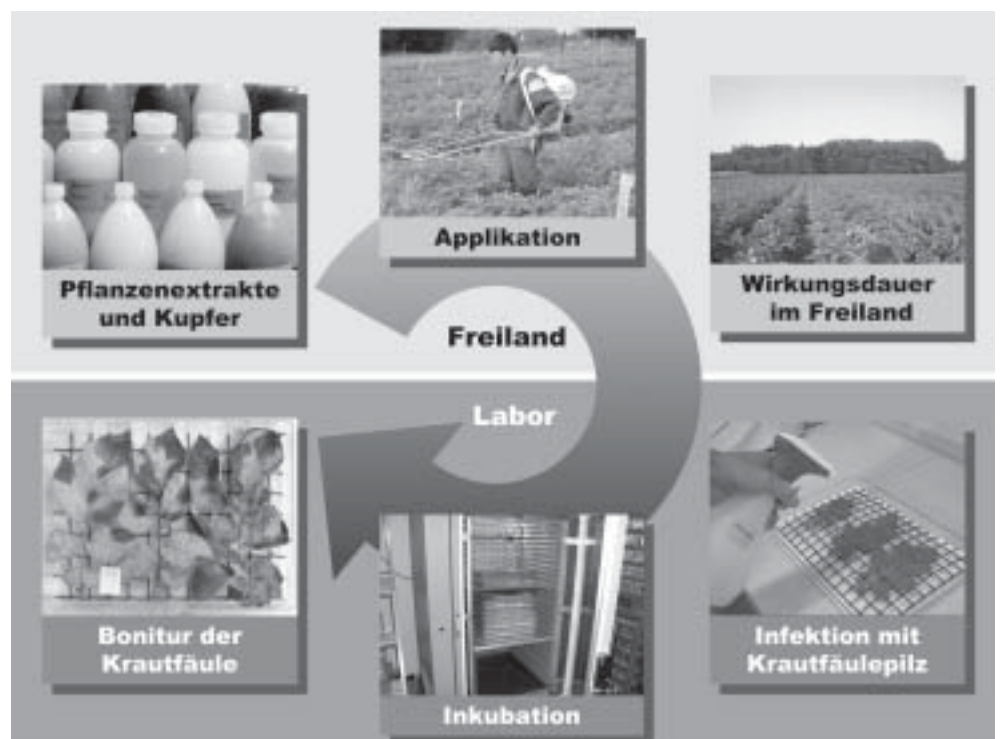 Pflanzenextrakte
und Kupfer
Applikation
Wirkungsdauer
im Freiland
Freiland
Labor
Infektion mit
Krautfäulepilz
Inkubation
Bonitur der
Krautfäule